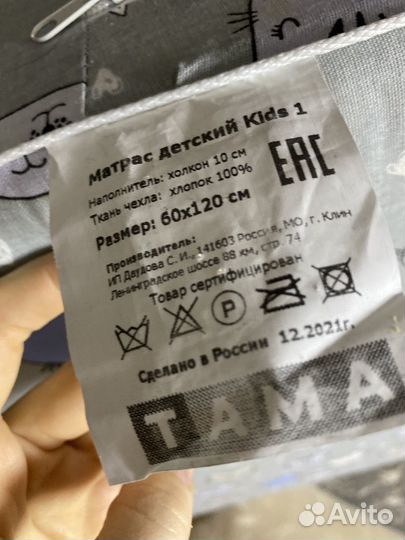 Матрас детский Kids 1
Наполнитель: холкон 10 см
Ткань чехла: хлопок 100%
Размер: 60х120 см
EAC
Производитель:
ИП Даудова С. И., 141603 Россия, МО, г. Клин
Ленинградское шоссе 88 км, стр. 74
Товар сертифицирован
P
Сделано в России 12.2021г.
ТАМА
Avito